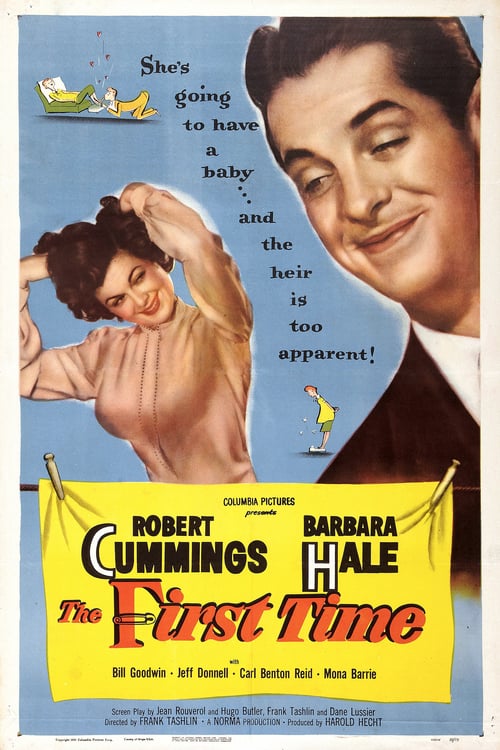 She's
going
to have
a
baby...
and
the
heir
is
too
apparent!
COLUMBIA PICTURES
presents
ROBERT CUMMINGS
BARBARA HALE
The First Time
with
Bill Goodwin · Jeff Donnell · Carl Benton Reid · Mona Barrie
Screen Play by Jean Rouverol and Hugo Butler, Frank Tashlin and Dane Lussier
Directed by FRANK TASHLIN - A NORMA PRODUCTION - Produced by HAROLD HECHT